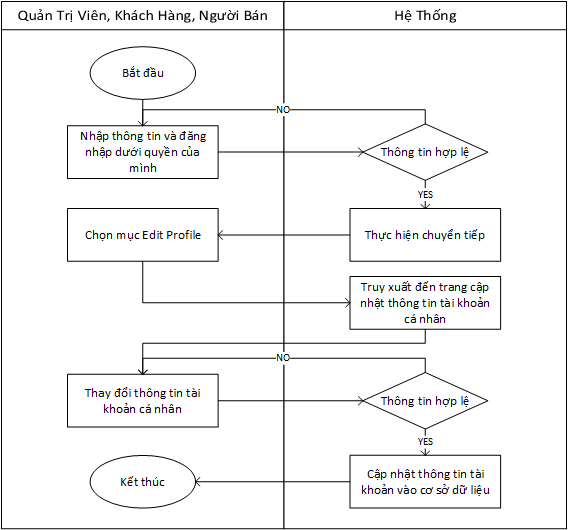 Quản Trị Viên, Khách Hàng, Người Bán
Hệ Thống
Bắt đầu
NO
Nhập thông tin và đăng
nhập dưới quyền của
mình
Thông tin hợp lệ
YES
Chọn mục Edit Profile
Thực hiện chuyển tiếp
Truy xuất đến trang cập
nhật thông tin tài khoản
cá nhân
NO
Thay đổi thông tin tài
khoản cá nhân
Thông tin hợp lệ
YES
Kết thúc
Cập nhật thông tin tài
khoản vào cơ sở dữ liệu